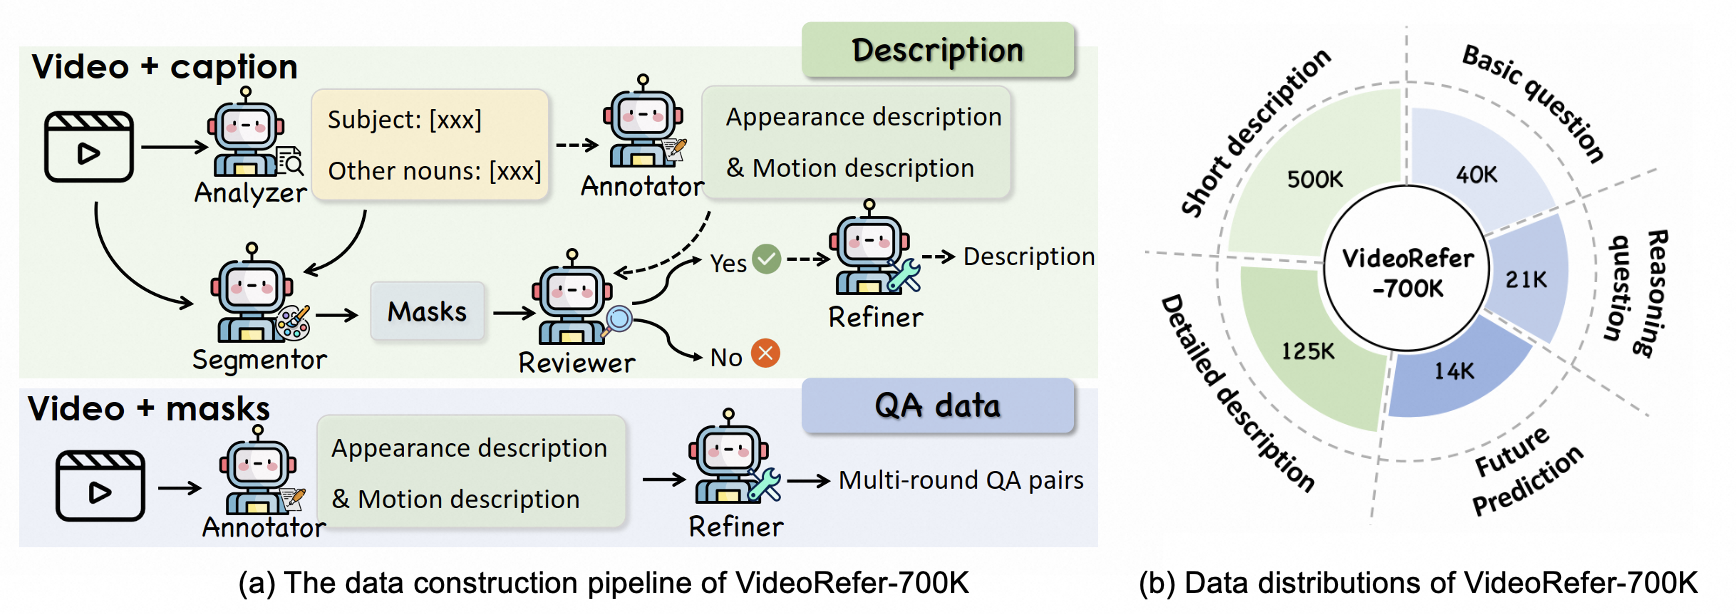 Video + caption
Description
Analyzer
Subject: [xxx]
Other nouns: [xxx]
Annotator
Appearance description
& Motion description
Segmentor
Masks
Reviewer
Yes
No
Refiner
Description
Video + masks
QA data
Annotator
Appearance description
& Motion description
Refiner
Multi-round QA pairs
(a) The data construction pipeline of VideoRefer-700K
Short description
Basic question
500K
40K
VideoRefer
-700K
Reasoning
question
21K
125K
14K
Detailed description
Future
Prediction
(b) Data distributions of VideoRefer-700K